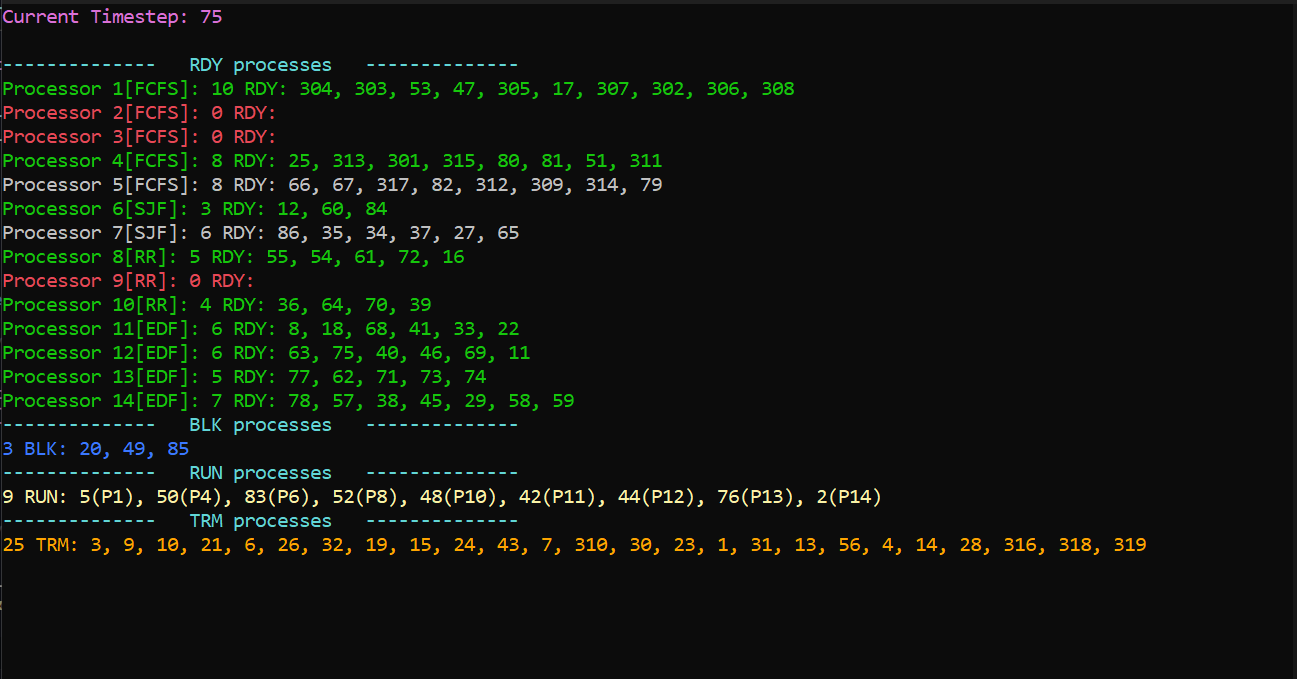 Current Timestep: 75
-------------- RDY processes --------------
Processor 1[FCFS]: 10 RDY: 304, 303, 53, 47, 305, 17, 307, 302, 306, 308
Processor 2[FCFS]: 0 RDY:
Processor 3[FCFS]: 0 RDY:
Processor 4[FCFS]: 8 RDY: 25, 313, 301, 315, 80, 81, 51, 311
Processor 5[FCFS]: 8 RDY: 66, 67, 317, 82, 312, 309, 314, 79
Processor 6[SJF]: 3 RDY: 12, 60, 84
Processor 7[SJF]: 6 RDY: 86, 35, 34, 37, 27, 65
Processor 8[RR]: 5 RDY: 55, 54, 61, 72, 16
Processor 9[RR]: 0 RDY:
Processor 10[RR]: 4 RDY: 36, 64, 70, 39
Processor 11[EDF]: 6 RDY: 8, 18, 68, 41, 33, 22
Processor 12[EDF]: 6 RDY: 63, 75, 40, 46, 69, 11
Processor 13[EDF]: 5 RDY: 77, 62, 71, 73, 74
Processor 14[EDF]: 7 RDY: 78, 57, 38, 45, 29, 58, 59
-------------- BLK processes --------------
3 BLK: 20, 49, 85
-------------- RUN processes --------------
9 RUN: 5(P1), 50(P4), 83(P6), 52(P8), 48(P10), 42(P11), 44(P12), 76(P13), 2(P14)
-------------- TRM processes --------------
25 TRM: 3, 9, 10, 21, 6, 26, 32, 19, 15, 24, 43, 7, 310, 30, 23, 1, 31, 13, 56, 4, 14, 28, 316, 318, 319